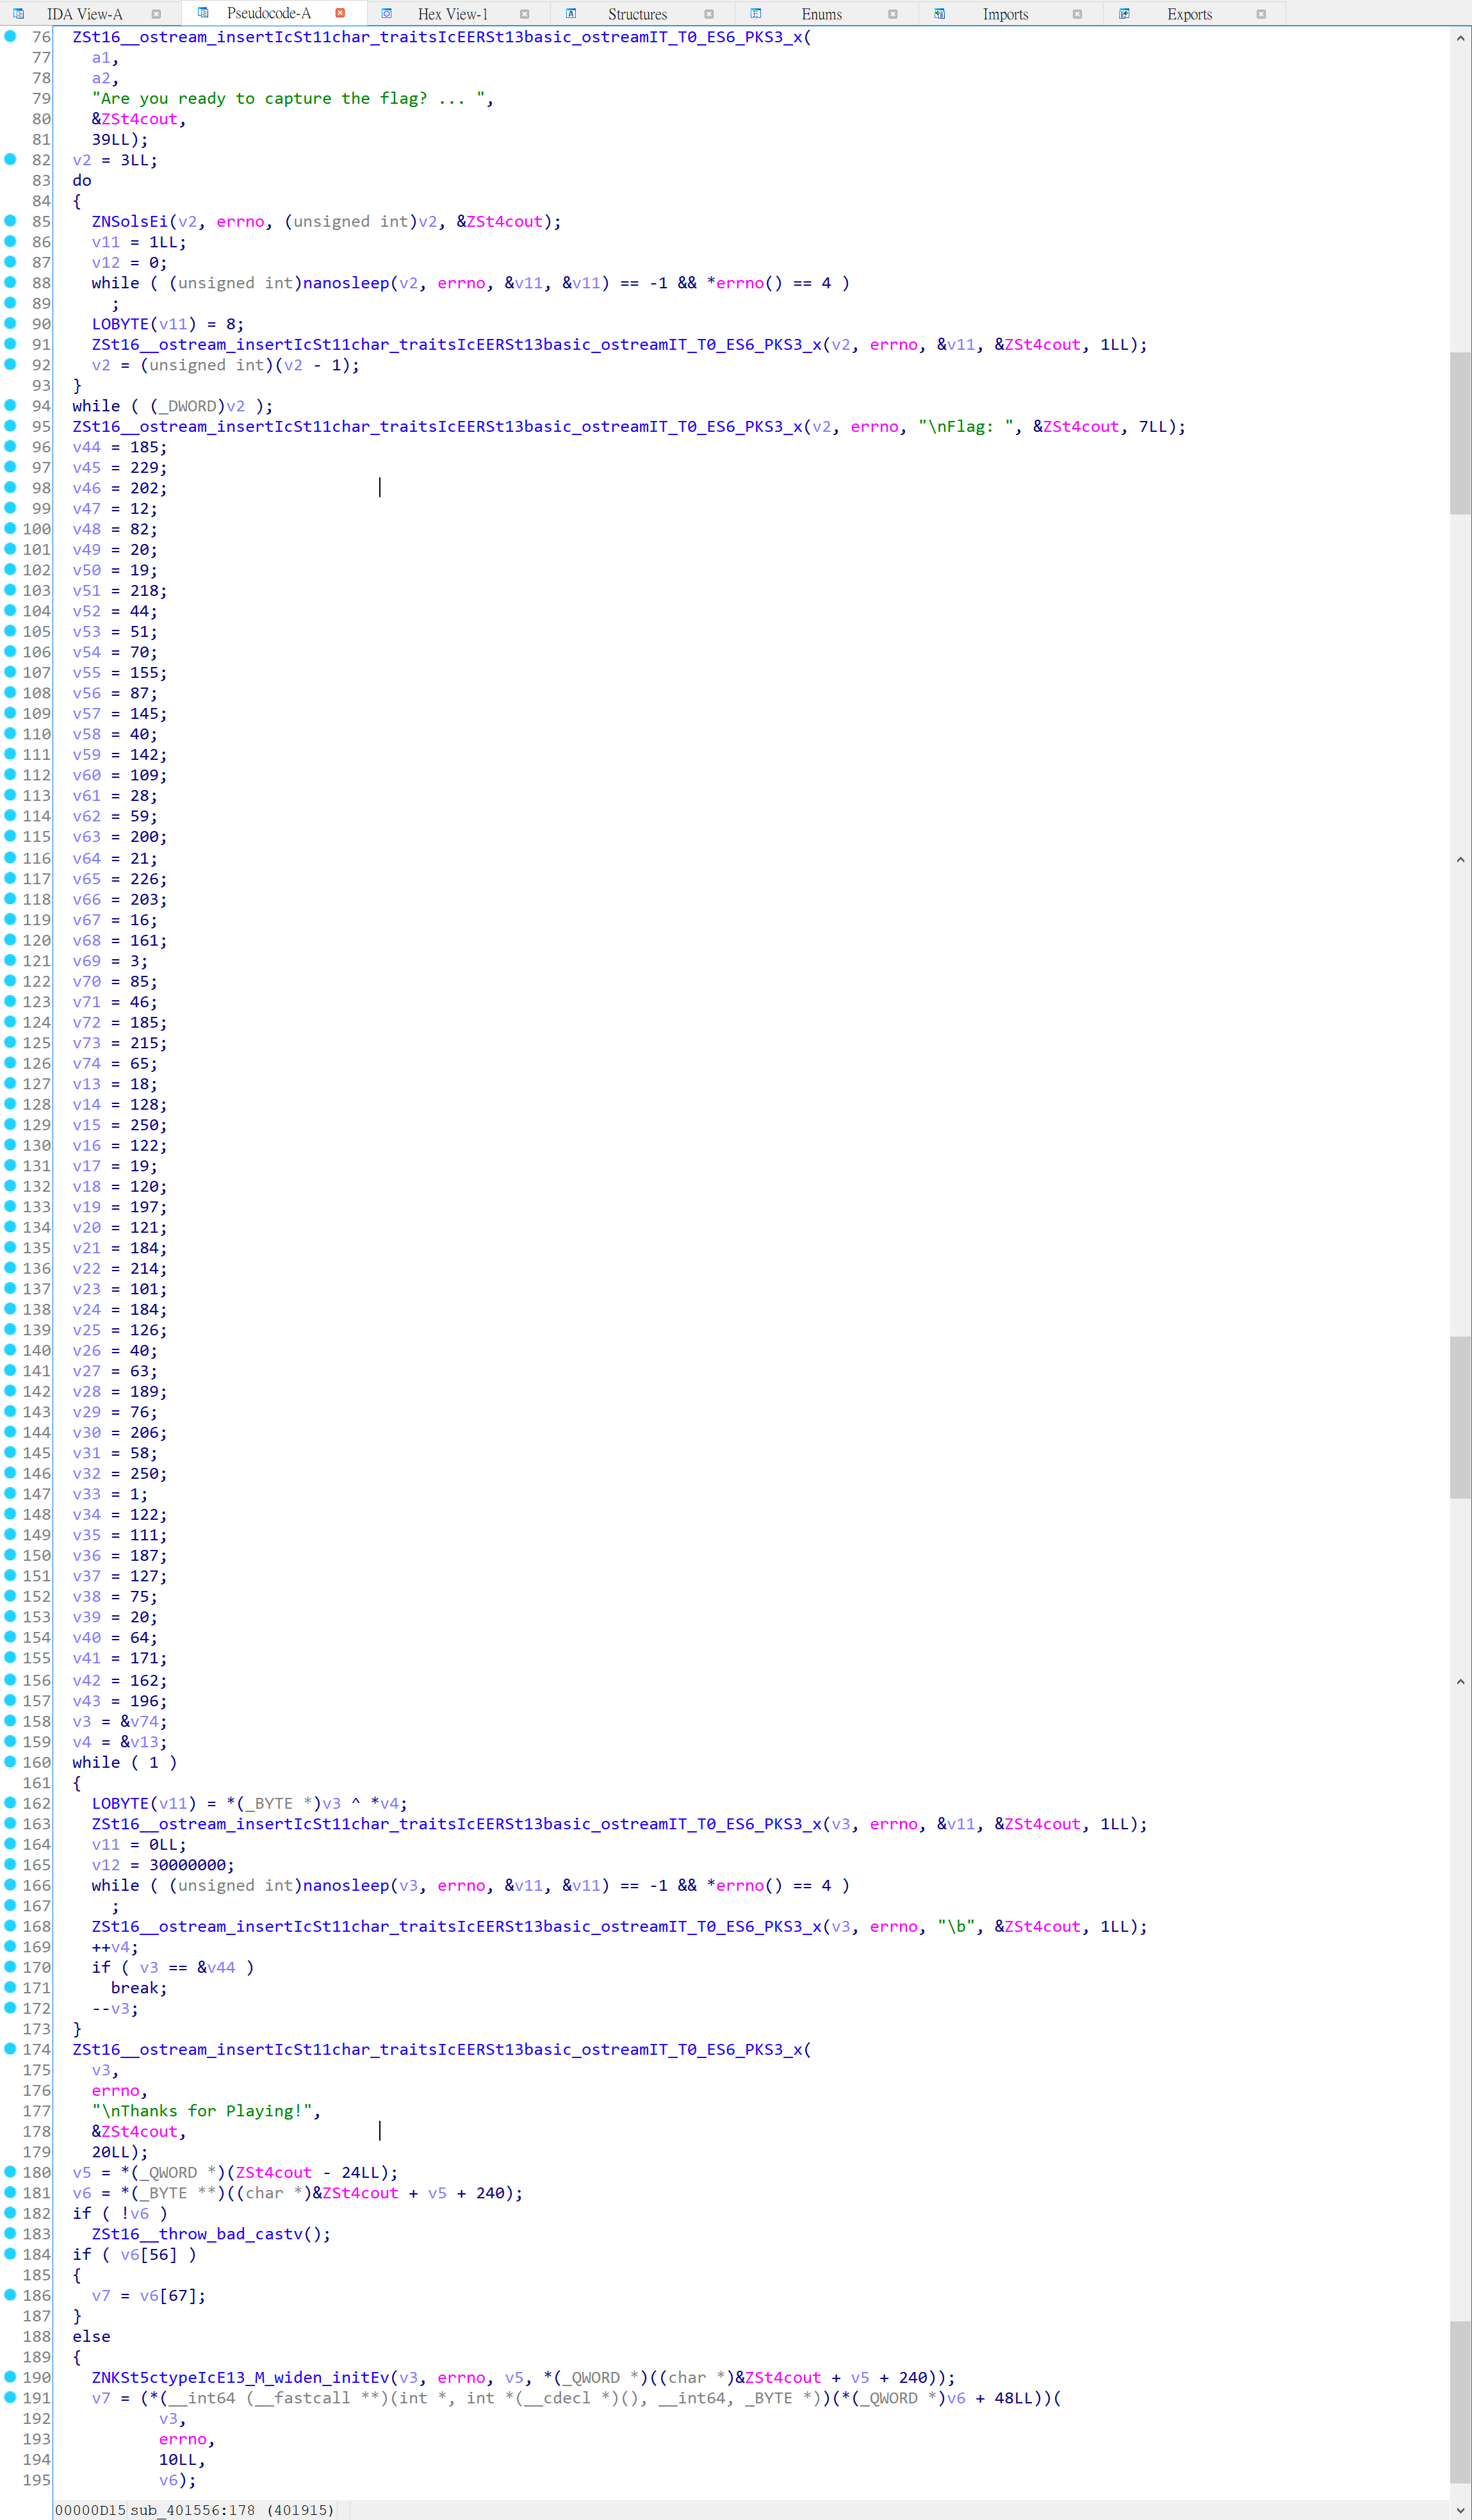 IDA View-A Pseudocode-A Hex View-1 Structures Enums Imports Exports
76 ZSt16__ostream_insertIcSt11char_traitsIcEERSt13basic_ostreamIT_T0_ES6_PKS3_x(
77 a1,
78 a2,
79 "Are you ready to capture the flag? ... ",
80 &ZSt4cout,
81 39LL);
82 v2 = 3LL;
83 do
84 {
85 ZNSolsEi(v2, errno, (unsigned int)v2, &ZSt4cout);
86 v11 = 1LL;
87 v12 = 0;
88 while ( (unsigned int)nanosleep(v2, errno, &v11, &v11) == -1 && *errno() == 4 )
89 ;
90 LOBYTE(v11) = 8;
91 ZSt16__ostream_insertIcSt11char_traitsIcEERSt13basic_ostreamIT_T0_ES6_PKS3_x(v2, errno, &v11, &ZSt4cout, 1LL);
92 v2 = (unsigned int)(v2 - 1);
93 }
94 while ( (_DWORD)v2 );
95 ZSt16__ostream_insertIcSt11char_traitsIcEERSt13basic_ostreamIT_T0_ES6_PKS3_x(v2, errno, "\nFlag: ", &ZSt4cout, 7LL);
96 v44 = 185;
97 v45 = 229;
98 v46 = 202;
99 v47 = 12;
100 v48 = 82;
101 v49 = 20;
102 v50 = 19;
103 v51 = 218;
104 v52 = 44;
105 v53 = 51;
106 v54 = 70;
107 v55 = 155;
108 v56 = 87;
109 v57 = 145;
110 v58 = 40;
111 v59 = 142;
112 v60 = 109;
113 v61 = 28;
114 v62 = 59;
115 v63 = 200;
116 v64 = 21;
117 v65 = 226;
118 v66 = 203;
119 v67 = 16;
120 v68 = 161;
121 v69 = 3;
122 v70 = 85;
123 v71 = 46;
124 v72 = 185;
125 v73 = 215;
126 v74 = 65;
127 v13 = 18;
128 v14 = 128;
129 v15 = 250;
130 v16 = 122;
131 v17 = 19;
132 v18 = 120;
133 v19 = 197;
134 v20 = 121;
135 v21 = 184;
136 v22 = 214;
137 v23 = 101;
138 v24 = 184;
139 v25 = 126;
140 v26 = 40;
141 v27 = 63;
142 v28 = 189;
143 v29 = 76;
144 v30 = 206;
145 v31 = 58;
146 v32 = 250;
147 v33 = 1;
148 v34 = 122;
149 v35 = 111;
150 v36 = 187;
151 v37 = 127;
152 v38 = 75;
153 v39 = 20;
154 v40 = 64;
155 v41 = 171;
156 v42 = 162;
157 v43 = 196;
158 v3 = &v74;
159 v4 = &v13;
160 while ( 1 )
161 {
162 LOBYTE(v11) = *(_BYTE *)v3 ^ *v4;
163 ZSt16__ostream_insertIcSt11char_traitsIcEERSt13basic_ostreamIT_T0_ES6_PKS3_x(v3, errno, &v11, &ZSt4cout, 1LL);
164 v11 = 0LL;
165 v12 = 30000000;
166 while ( (unsigned int)nanosleep(v3, errno, &v11, &v11) == -1 && *errno() == 4 )
167 ;
168 ZSt16__ostream_insertIcSt11char_traitsIcEERSt13basic_ostreamIT_T0_ES6_PKS3_x(v3, errno, "\b", &ZSt4cout, 1LL);
169 ++v4;
170 if ( v3 == &v44 )
171 break;
172 --v3;
173 }
174 ZSt16__ostream_insertIcSt11char_traitsIcEERSt13basic_ostreamIT_T0_ES6_PKS3_x(
175 v3,
176 errno,
177 "\nThanks for Playing!",
178 &ZSt4cout,
179 20LL);
180 v5 = *(_QWORD *)(ZSt4cout - 24LL);
181 v6 = *(_BYTE **)((char *)&ZSt4cout + v5 + 240);
182 if ( !v6 )
183 ZSt16__throw_bad_castv();
184 if ( v6[56] )
185 {
186 v7 = v6[67];
187 }
188 else
189 {
190 ZNKSt5ctypeIcE13_M_widen_initEv(v3, errno, v5, *(_QWORD *)((char *)&ZSt4cout + v5 + 240));
191 v7 = (*(__int64 (__fastcall **)(int *, int *(__cdecl *)(), __int64, _BYTE *))(*(_QWORD *)v6 + 48LL))(
192 v3,
193 errno,
194 10LL,
195 v6);
00000D15 sub_401556:178 (401915)